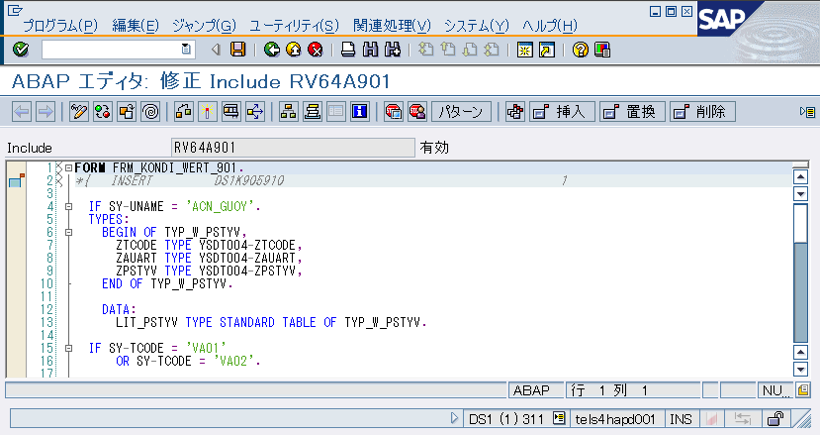 プログラム(P) 編集(E) ジャンプ(G) ユーティリティ(S) 関連処理(V) システム(Y) ヘルプ(H)
SAP
ABAP エディタ: 修正 Include RV64A901
パターン 挿入 置換 削除
Include RV64A901 有効
1 FORM FRM_KONDI_WERT_901.
2 *{   INSERT         DS1K905910                                        1
3
4 IF SY-UNAME = 'ACN_GUOY'.
5 TYPES:
6 BEGIN OF TYP_W_PSTYV,
7 ZTCODE TYPE YSDT004-ZTCODE,
8 ZAUART TYPE YSDT004-ZAUART,
9 ZPSTYV TYPE YSDT004-ZPSTYV,
10 END OF TYP_W_PSTYV.
11
12 DATA:
13 LIT_PSTYV TYPE STANDARD TABLE OF TYP_W_PSTYV.
14
15 IF SY-TCODE = 'VA01'
16 OR SY-TCODE = 'VA02'.
17
ABAP 行 1 列 1 NU...
DS1 (1) 311 tels4hapd001 INS